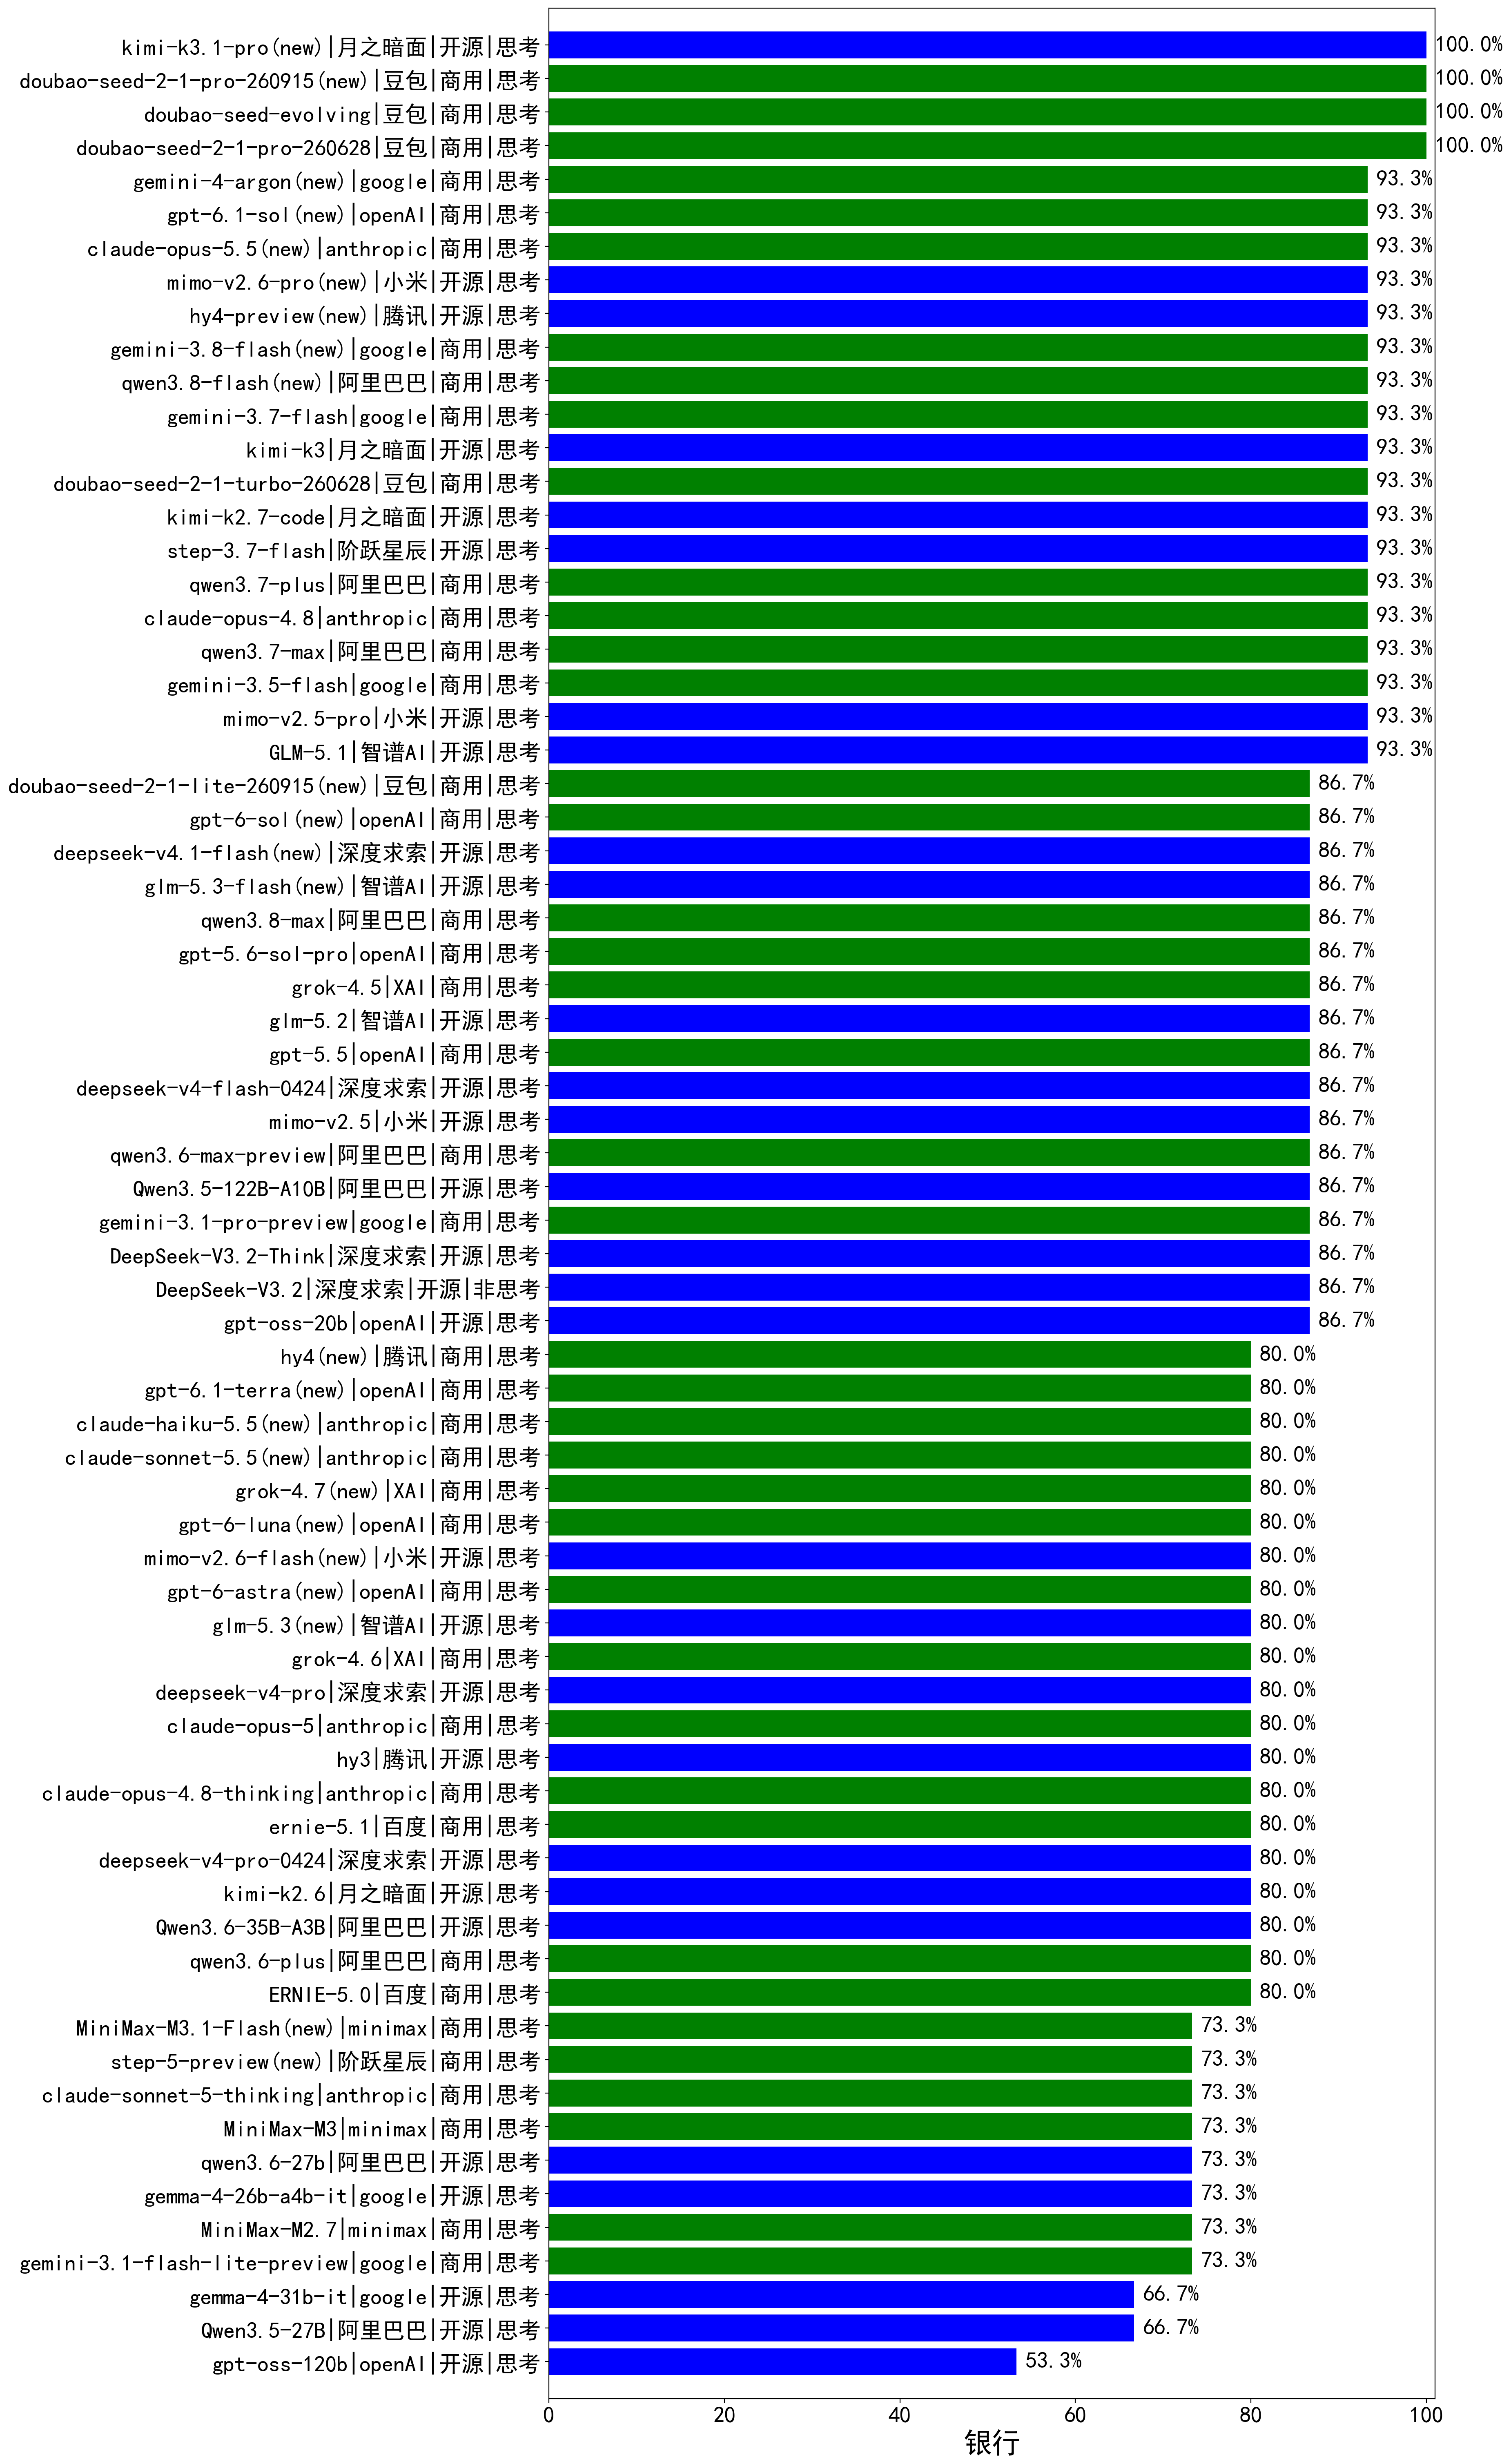 kimi-k3.1-pro(new)|月之暗面|开源|思考 100.0%
doubao-seed-2-1-pro-260915(new)|豆包|商用|思考 100.0%
doubao-seed-evolving|豆包|商用|思考 100.0%
doubao-seed-2-1-pro-260628|豆包|商用|思考 100.0%
gemini-4-argon(new)|google|商用|思考 93.3%
gpt-6.1-sol(new)|openAI|商用|思考 93.3%
claude-opus-5.5(new)|anthropic|商用|思考 93.3%
mimo-v2.6-pro(new)|小米|开源|思考 93.3%
hy4-preview(new)|腾讯|开源|思考 93.3%
gemini-3.8-flash(new)|google|商用|思考 93.3%
qwen3.8-flash(new)|阿里巴巴|商用|思考 93.3%
gemini-3.7-flash|google|商用|思考 93.3%
kimi-k3|月之暗面|开源|思考 93.3%
doubao-seed-2-1-turbo-260628|豆包|商用|思考 93.3%
kimi-k2.7-code|月之暗面|开源|思考 93.3%
step-3.7-flash|阶跃星辰|开源|思考 93.3%
qwen3.7-plus|阿里巴巴|商用|思考 93.3%
claude-opus-4.8|anthropic|商用|思考 93.3%
qwen3.7-max|阿里巴巴|商用|思考 93.3%
gemini-3.5-flash|google|商用|思考 93.3%
mimo-v2.5-pro|小米|开源|思考 93.3%
GLM-5.1|智谱AI|开源|思考 93.3%
doubao-seed-2-1-lite-260915(new)|豆包|商用|思考 86.7%
gpt-6-sol(new)|openAI|商用|思考 86.7%
deepseek-v4.1-flash(new)|深度求索|开源|思考 86.7%
glm-5.3-flash(new)|智谱AI|开源|思考 86.7%
qwen3.8-max|阿里巴巴|商用|思考 86.7%
gpt-5.6-sol-pro|openAI|商用|思考 86.7%
grok-4.5|XAI|商用|思考 86.7%
glm-5.2|智谱AI|开源|思考 86.7%
gpt-5.5|openAI|商用|思考 86.7%
deepseek-v4-flash-0424|深度求索|开源|思考 86.7%
mimo-v2.5|小米|开源|思考 86.7%
qwen3.6-max-preview|阿里巴巴|商用|思考 86.7%
Qwen3.5-122B-A10B|阿里巴巴|开源|思考 86.7%
gemini-3.1-pro-preview|google|商用|思考 86.7%
DeepSeek-V3.2-Think|深度求索|开源|思考 86.7%
DeepSeek-V3.2|深度求索|开源|非思考 86.7%
gpt-oss-20b|openAI|开源|思考 86.7%
hy4(new)|腾讯|商用|思考 80.0%
gpt-6.1-terra(new)|openAI|商用|思考 80.0%
claude-haiku-5.5(new)|anthropic|商用|思考 80.0%
claude-sonnet-5.5(new)|anthropic|商用|思考 80.0%
grok-4.7(new)|XAI|商用|思考 80.0%
gpt-6-luna(new)|openAI|商用|思考 80.0%
mimo-v2.6-flash(new)|小米|开源|思考 80.0%
gpt-6-astra(new)|openAI|商用|思考 80.0%
glm-5.3(new)|智谱AI|开源|思考 80.0%
grok-4.6|XAI|商用|思考 80.0%
deepseek-v4-pro|深度求索|开源|思考 80.0%
claude-opus-5|anthropic|商用|思考 80.0%
hy3|腾讯|开源|思考 80.0%
claude-opus-4.8-thinking|anthropic|商用|思考 80.0%
ernie-5.1|百度|商用|思考 80.0%
deepseek-v4-pro-0424|深度求索|开源|思考 80.0%
kimi-k2.6|月之暗面|开源|思考 80.0%
Qwen3.6-35B-A3B|阿里巴巴|开源|思考 80.0%
qwen3.6-plus|阿里巴巴|商用|思考 80.0%
ERNIE-5.0|百度|商用|思考 80.0%
MiniMax-M3.1-Flash(new)|minimax|商用|思考 73.3%
step-5-preview(new)|阶跃星辰|商用|思考 73.3%
claude-sonnet-5-thinking|anthropic|商用|思考 73.3%
MiniMax-M3|minimax|商用|思考 73.3%
qwen3.6-27b|阿里巴巴|开源|思考 73.3%
gemma-4-26b-a4b-it|google|开源|思考 73.3%
MiniMax-M2.7|minimax|商用|思考 73.3%
gemini-3.1-flash-lite-preview|google|商用|思考 73.3%
gemma-4-31b-it|google|开源|思考 66.7%
Qwen3.5-27B|阿里巴巴|开源|思考 66.7%
gpt-oss-120b|openAI|开源|思考 53.3%
0 20 40 60 80 100
银行